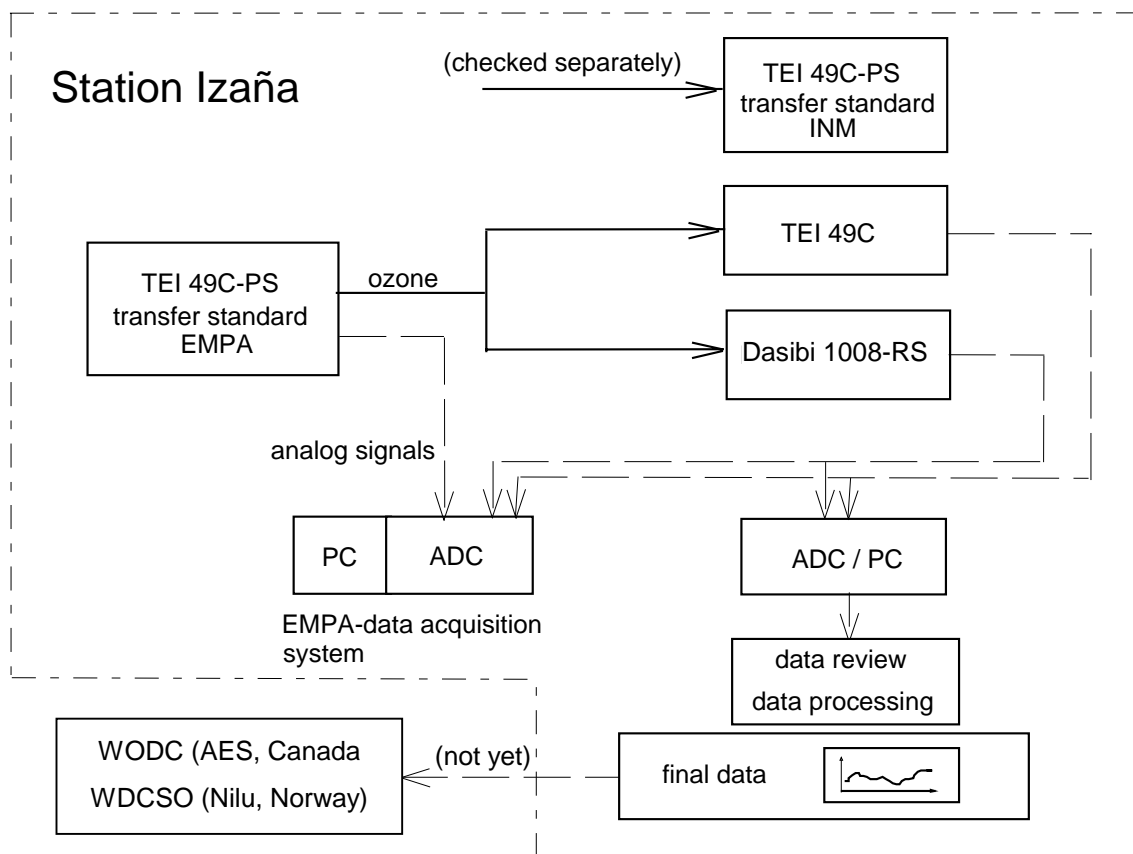 Station Izaña
(checked separately)
TEI 49C-PS
transfer standard
INM
TEI 49C
TEI 49C-PS
transfer standard
EMPA
ozone
Dasibi 1008-RS
analog signals
PC
ADC
ADC / PC
EMPA-data acquisition
system
data review
data processing
WODC (AES, Canada
WDCSO (Nilu, Norway)
(not yet)
final data